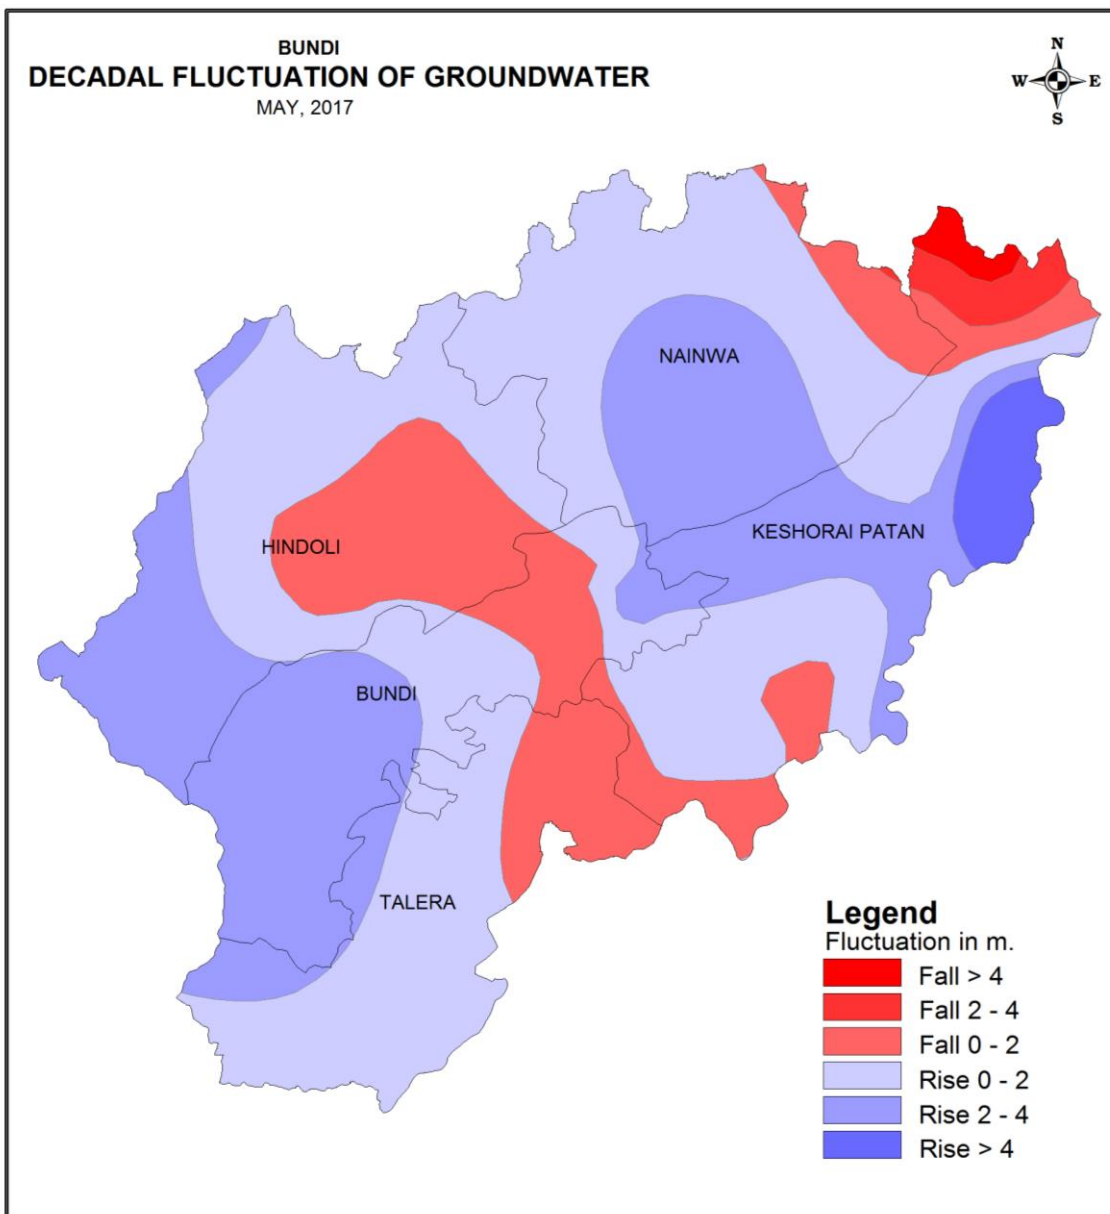 BUNDI
DECADAL FLUCTUATION OF GROUNDWATER
MAY, 2017
N
W E
S
NAINWA
KESHORAI PATAN
HINDOLI
BUNDI
TALERA
Legend
Fluctuation in m.
Fall > 4
Fall 2 - 4
Fall 0 - 2
Rise 0 - 2
Rise 2 - 4
Rise > 4